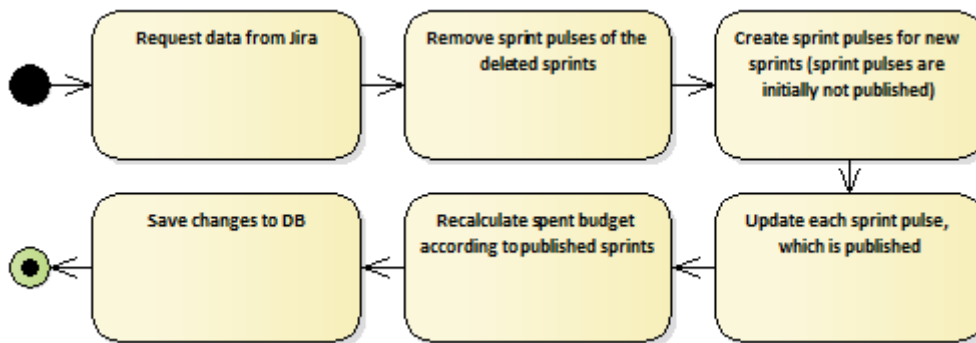 Request data from Jira
Remove sprint pulses of the
deleted sprints
Create sprint pulses for new
sprints (sprint pulses are
initially not published)
Save changes to DB
Recalculate spent budget
according to published sprints
Update each sprint pulse,
which is published